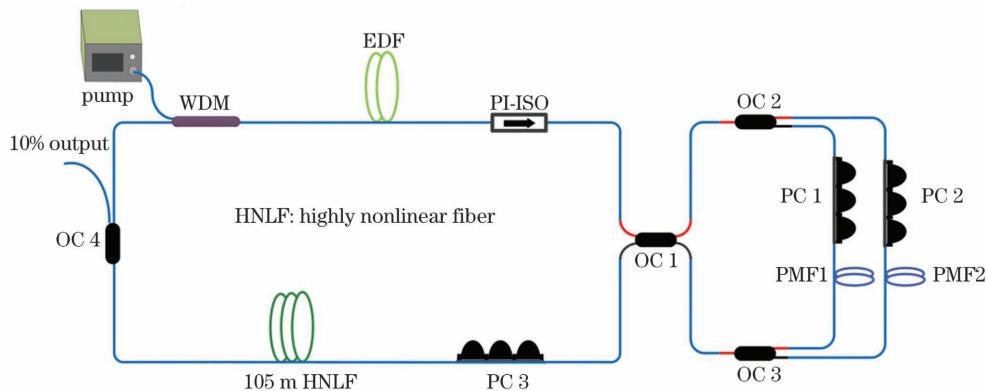 EDF
pump
WDM
PI-ISO
OC 2
10% output
PC 1
PC 2
HNLF: highly nonlinear fiber
OC 4
OC 1
PMF1
PMF2
105 m HNLF
PC 3
OC 3